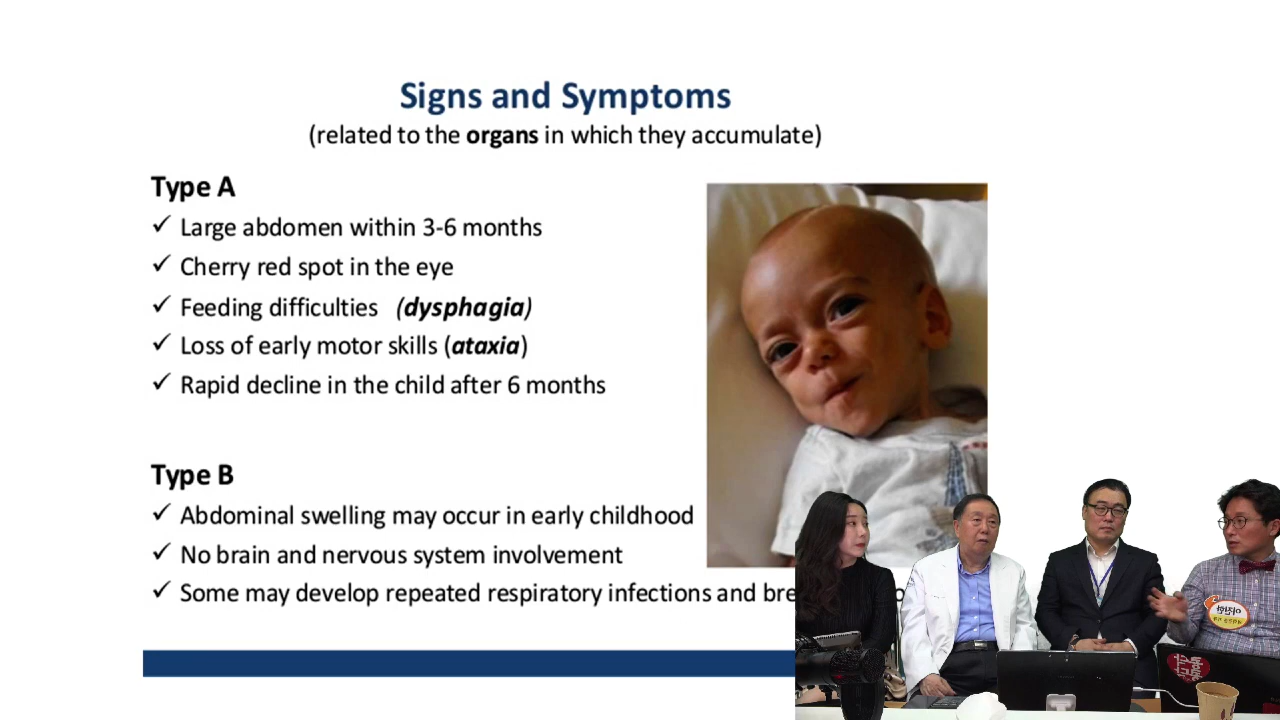 Signs and Symptoms
(related to the organs in which they accumulate)
Type A
✓ Large abdomen within 3-6 months
✓ Cherry red spot in the eye
✓ Feeding difficulties (dysphagia)
✓ Loss of early motor skills (ataxia)
✓ Rapid decline in the child after 6 months
Type B
✓ Abdominal swelling may occur in early childhood
✓ No brain and nervous system involvement
✓ Some may develop repeated respiratory infections and bre